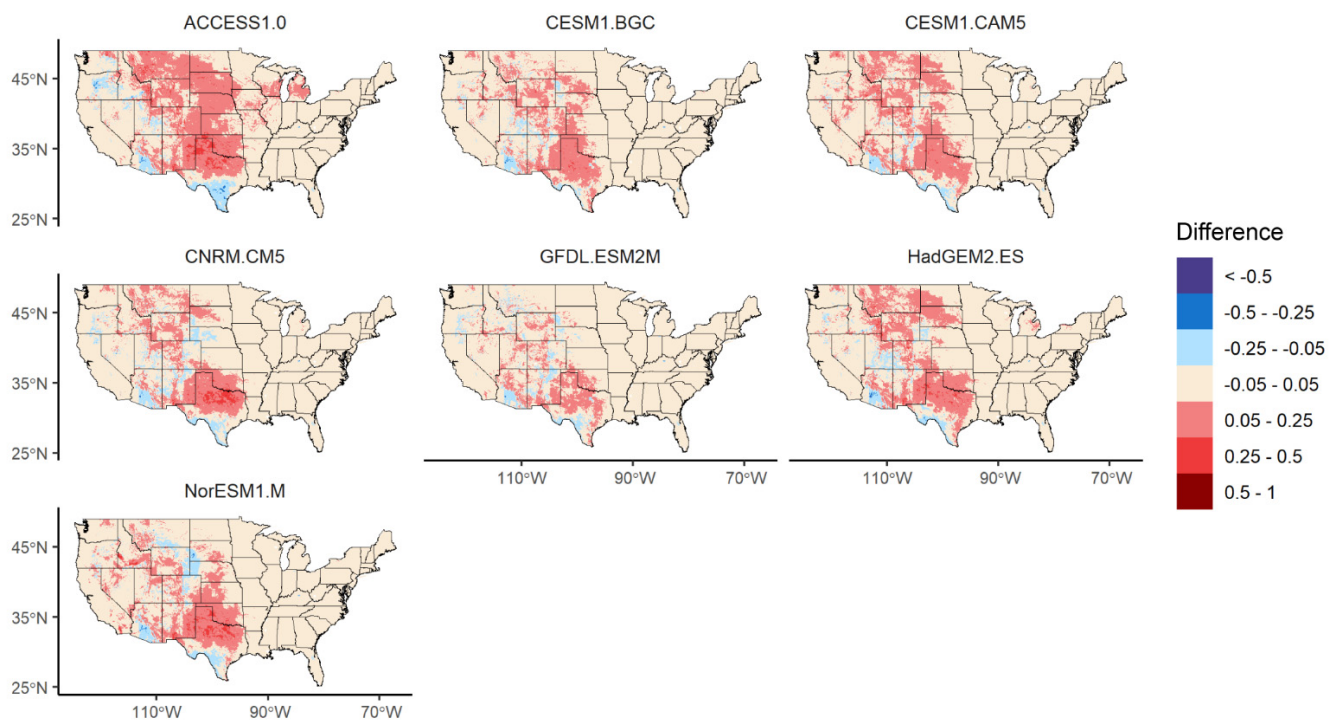 ACCESS1.0
CESM1.BGC
CESM1.CAM5
45°N
35°N
25°N
CNRM.CM5
GFDL.ESM2M
HadGEM2.ES
45°N
35°N
25°N
110°W
90°W
70°W
110°W
90°W
70°W
NorESM1.M
45°N
35°N
25°N
110°W
90°W
70°W
Difference
< -0.5
-0.5 - -0.25
-0.25 - -0.05
-0.05 - 0.05
0.05 - 0.25
0.25 - 0.5
0.5 - 1